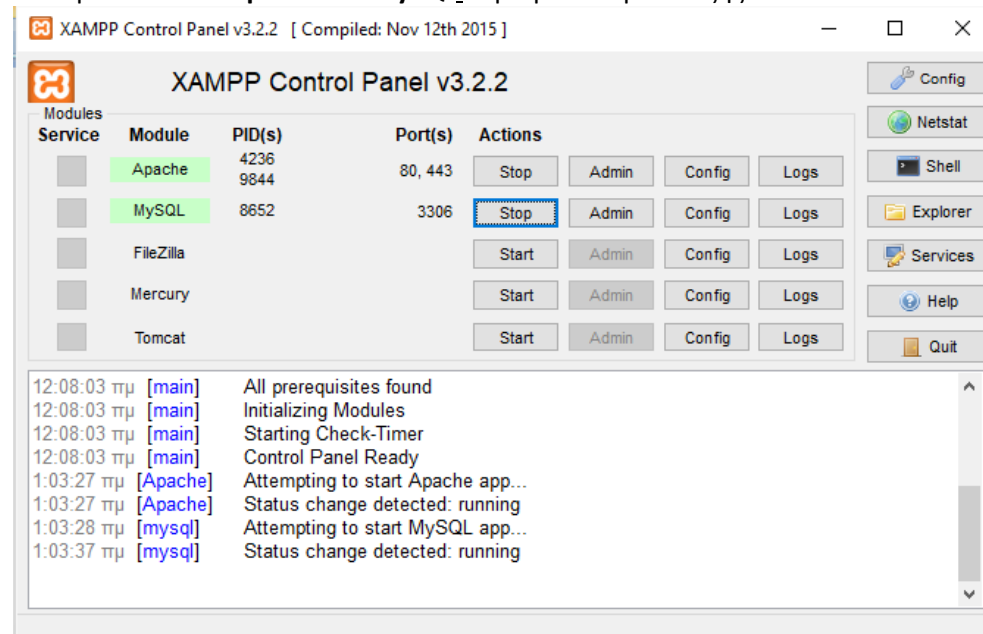 XAMPP Control Panel v3.2.2 [ Compiled: Nov 12th 2015 ]
XAMPP Control Panel v3.2.2
Config
Modules
Service Module PID(s) Port(s) Actions
Netstat
Apache 4236 9844 80, 443 Stop Admin Config Logs
Shell
MySQL 8652 3306 Stop Admin Config Logs
Explorer
FileZilla Start Admin Config Logs
Services
Mercury Start Admin Config Logs
Help
Tomcat Start Admin Config Logs
Quit
12:08:03 πμ [main] All prerequisites found
12:08:03 πμ [main] Initializing Modules
12:08:03 πμ [main] Starting Check-Timer
12:08:03 πμ [main] Control Panel Ready
1:03:27 πμ [Apache] Attempting to start Apache app...
1:03:27 πμ [Apache] Status change detected: running
1:03:28 πμ [mysql] Attempting to start MySQL app...
1:03:37 πμ [mysql] Status change detected: running